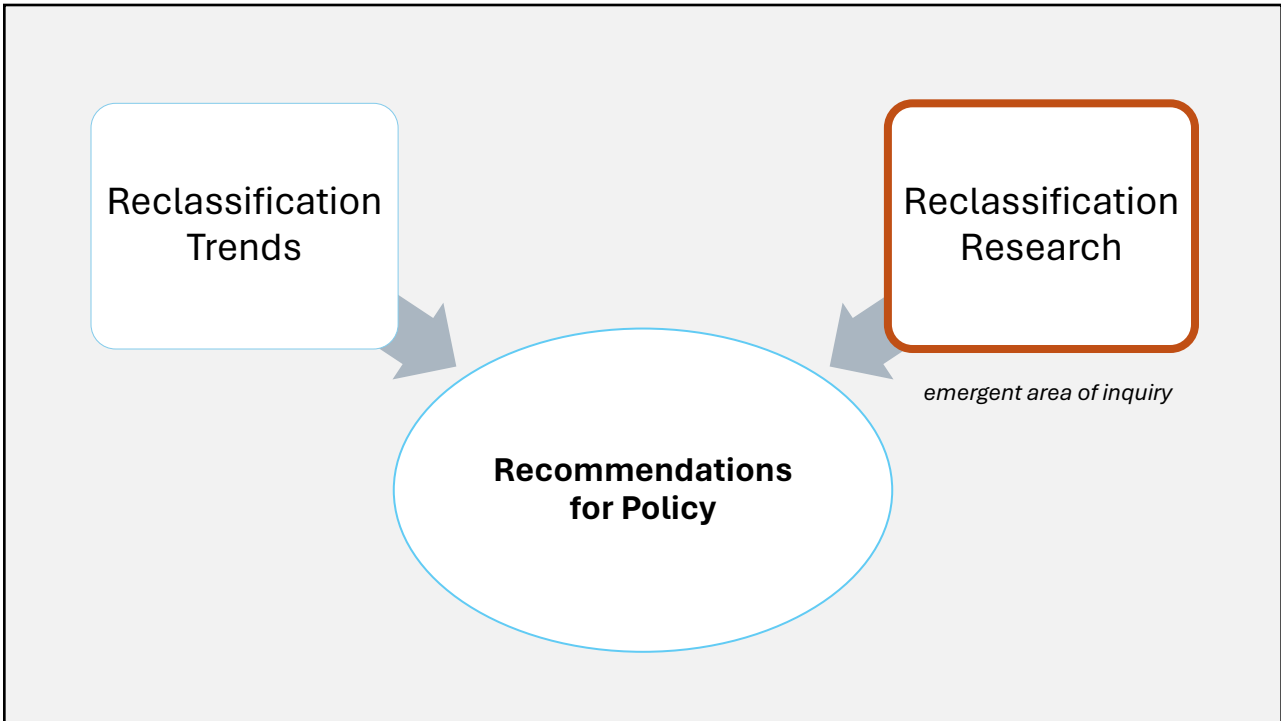 Reclassification
Trends
Reclassification
Research
emergent area of inquiry
Recommendations
for Policy